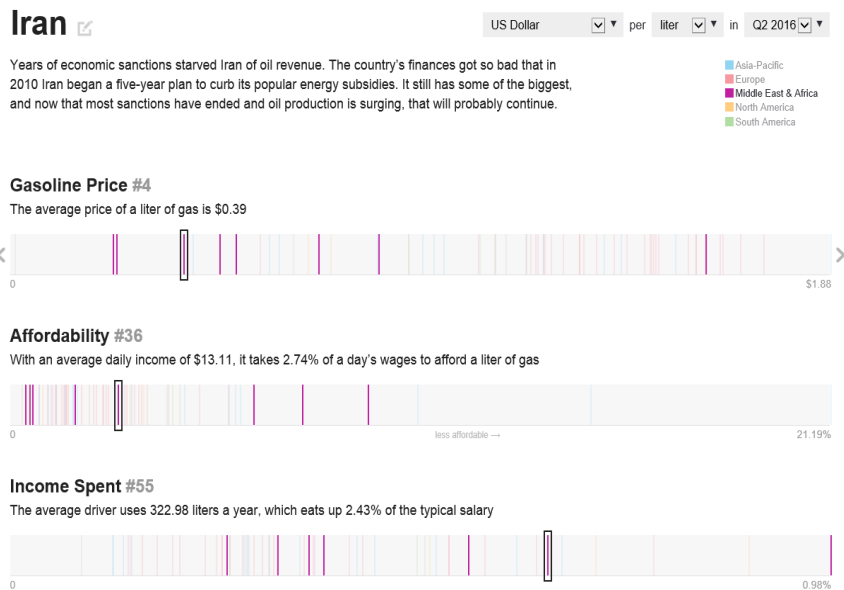 Iran
US Dollar per liter in Q2 2016
Years of economic sanctions starved Iran of oil revenue. The country's finances got so bad that in
2010 Iran began a five-year plan to curb its popular energy subsidies. It still has some of the biggest,
and now that most sanctions have ended and oil production is surging, that will probably continue.
Asia-Pacific
Europe
Middle East & Africa
North America
South America
Gasoline Price #4
The average price of a liter of gas is $0.39
0 $1.88
Affordability #36
With an average daily income of $13.11, it takes 2.74% of a day's wages to afford a liter of gas
0 less affordable → 21.19%
Income Spent #55
The average driver uses 322.98 liters a year, which eats up 2.43% of the typical salary
0 0.98%